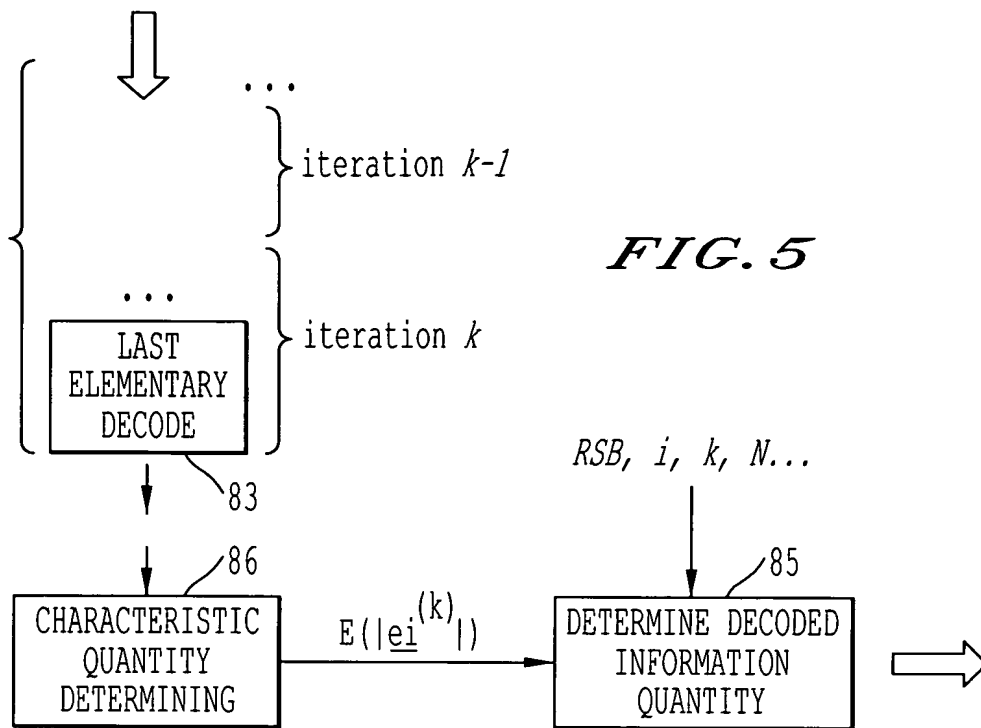 ...
iteration k-1
FIG. 5
...
iteration k
LAST
ELEMENTARY
DECODE
83
RSB, i, k, N...
86
85
CHARACTERISTIC
QUANTITY
DETERMINING
E(|ei^(k)|)
DETERMINE DECODED
INFORMATION
QUANTITY